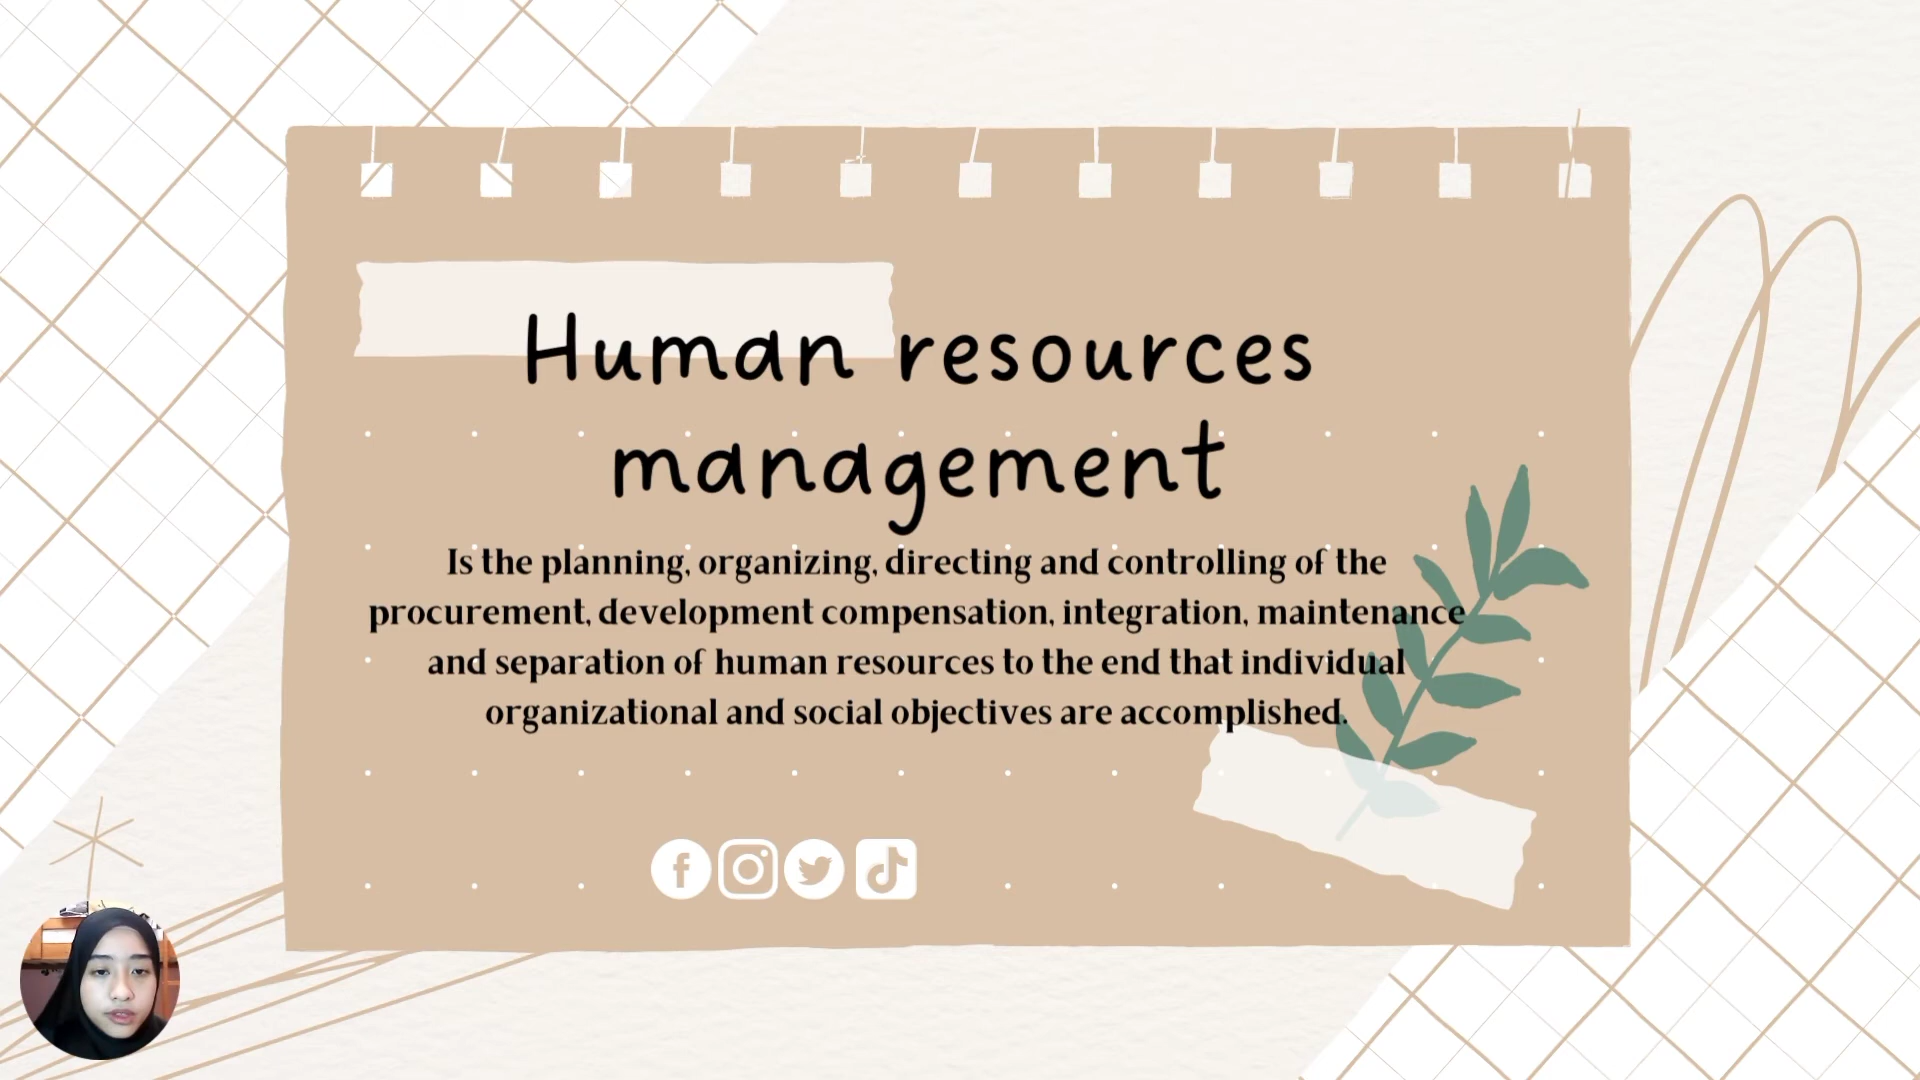 Human resources
management
Is the planning, organizing, directing and controlling of the
procurement, development compensation, integration, maintenance
and separation of human resources to the end that individual
organizational and social objectives are accomplished.